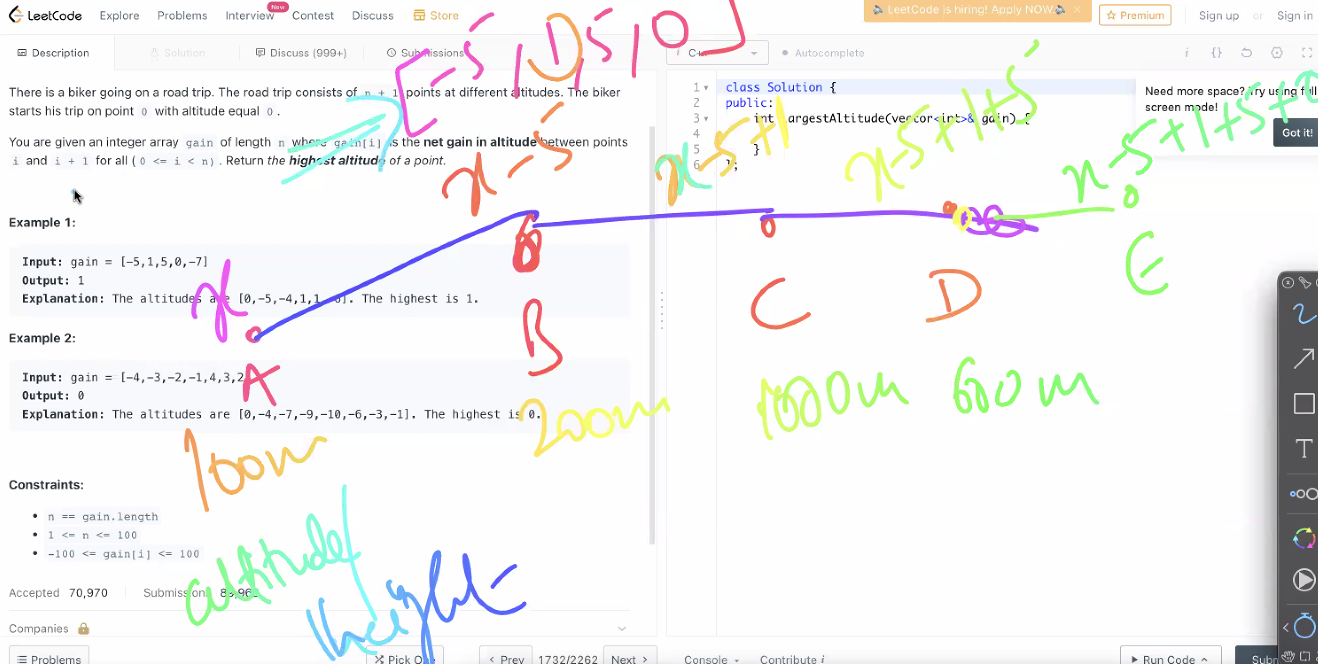 LeetCode Explore Problems Interview New Contest Discuss Store
LeetCode is hiring! Apply NOW. Premium Sign up or Sign in
Description Solution Discuss (999+) Submissions
i C++ Autocomplete i {}
[-5, 1, 5, 0]
There is a biker going on a road trip. The road trip consists of n + 1 points at different altitudes. The biker
starts his trip on point 0 with altitude equal 0 .
You are given an integer array gain of length n where gain[i] is the net gain in altitude between points
i and i + 1 for all ( 0 <= i < n) . Return the highest altitude of a point.
Example 1:
Input: gain = [-5,1,5,0,-7]
Output: 1
Explanation: The altitudes are [0,-5,-4,1,1,-6]. The highest is 1.
Example 2:
Input: gain = [-4,-3,-2,-1,4,3,2]
Output: 0
Explanation: The altitudes are [0,-4,-7,-9,-10,-6,-3,-1]. The highest is 0.
Constraints:
n == gain.length
1 <= n <= 100
-100 <= gain[i] <= 100
Accepted 70,970 Submissions
Companies
Problems Pick One Prev 1732/2262 Next Console Contribute i Run Code
1 class Solution {
2 public:
3 int largestAltitude(vector<int>& gain) {
4
5 }
6 };
Need more space? Try using full
screen mode!
Got it!
x x-5 x-5+1 x-5+1+5 x-5+1+5+0
A B C D E
100m 200m 1000m 600m
altitude/
height
T